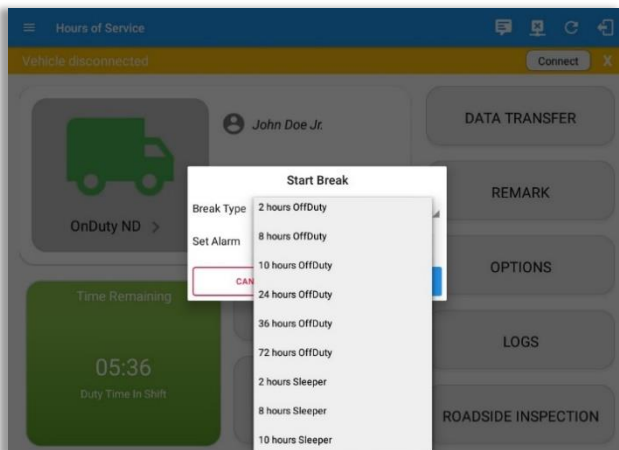 Hours of Service
Vehicle disconnected
Connect
X
John Doe Jr.
OnDuty ND >
DATA TRANSFER
REMARK
OPTIONS
LOGS
ROADSIDE INSPECTION
Start Break
Break Type
Set Alarm
CAN
2 hours OffDuty
8 hours OffDuty
10 hours OffDuty
24 hours OffDuty
36 hours OffDuty
72 hours OffDuty
2 hours Sleeper
8 hours Sleeper
10 hours Sleeper
Time Remaining
05:36
Duty Time In Shift